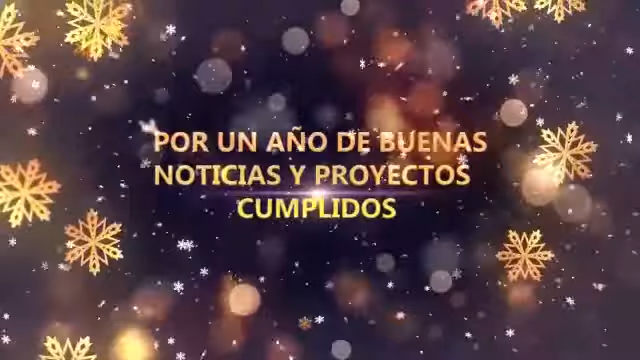 POR UN AÑO DE BUENAS
NOTICIAS Y PROYECTOS
CUMPLIDOS